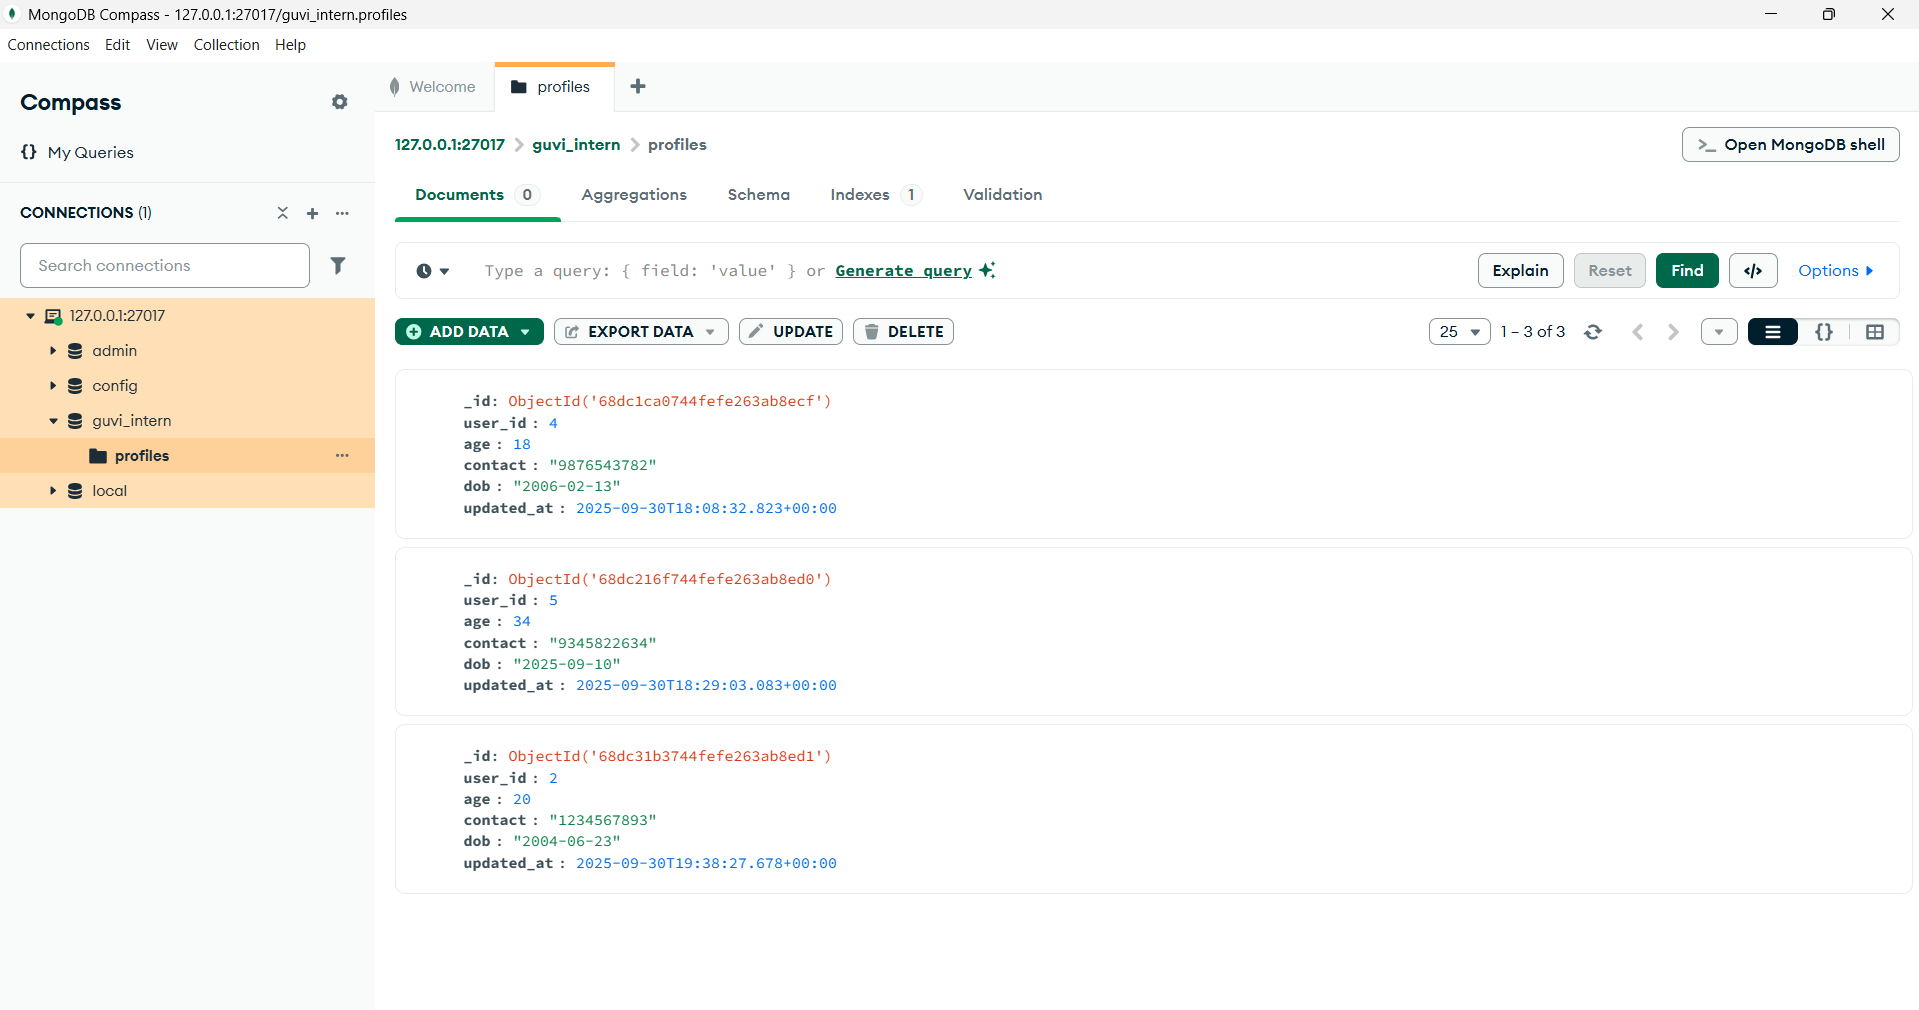 MongoDB Compass - 127.0.0.1:27017/guvi_intern.profiles
Connections Edit View Collection Help
Compass
{} My Queries
CONNECTIONS (1)
Search connections
127.0.0.1:27017
admin
config
guvi_intern
profiles
local
Welcome profiles
127.0.0.1:27017 > guvi_intern > profiles
>_ Open MongoDB shell
Documents 0 Aggregations Schema Indexes 1 Validation
Type a query: { field: 'value' } or Generate query
Explain Reset Find </> Options
ADD DATA EXPORT DATA UPDATE DELETE
25 1 – 3 of 3 {}
_id: ObjectId('68dc1ca0744fefe263ab8ecf')
user_id : 4
age : 18
contact : "9876543782"
dob : "2006-02-13"
updated_at : 2025-09-30T18:08:32.823+00:00
_id: ObjectId('68dc216f744fefe263ab8ed0')
user_id : 5
age : 34
contact : "9345822634"
dob : "2025-09-10"
updated_at : 2025-09-30T18:29:03.083+00:00
_id: ObjectId('68dc31b3744fefe263ab8ed1')
user_id : 2
age : 20
contact : "1234567893"
dob : "2004-06-23"
updated_at : 2025-09-30T19:38:27.678+00:00